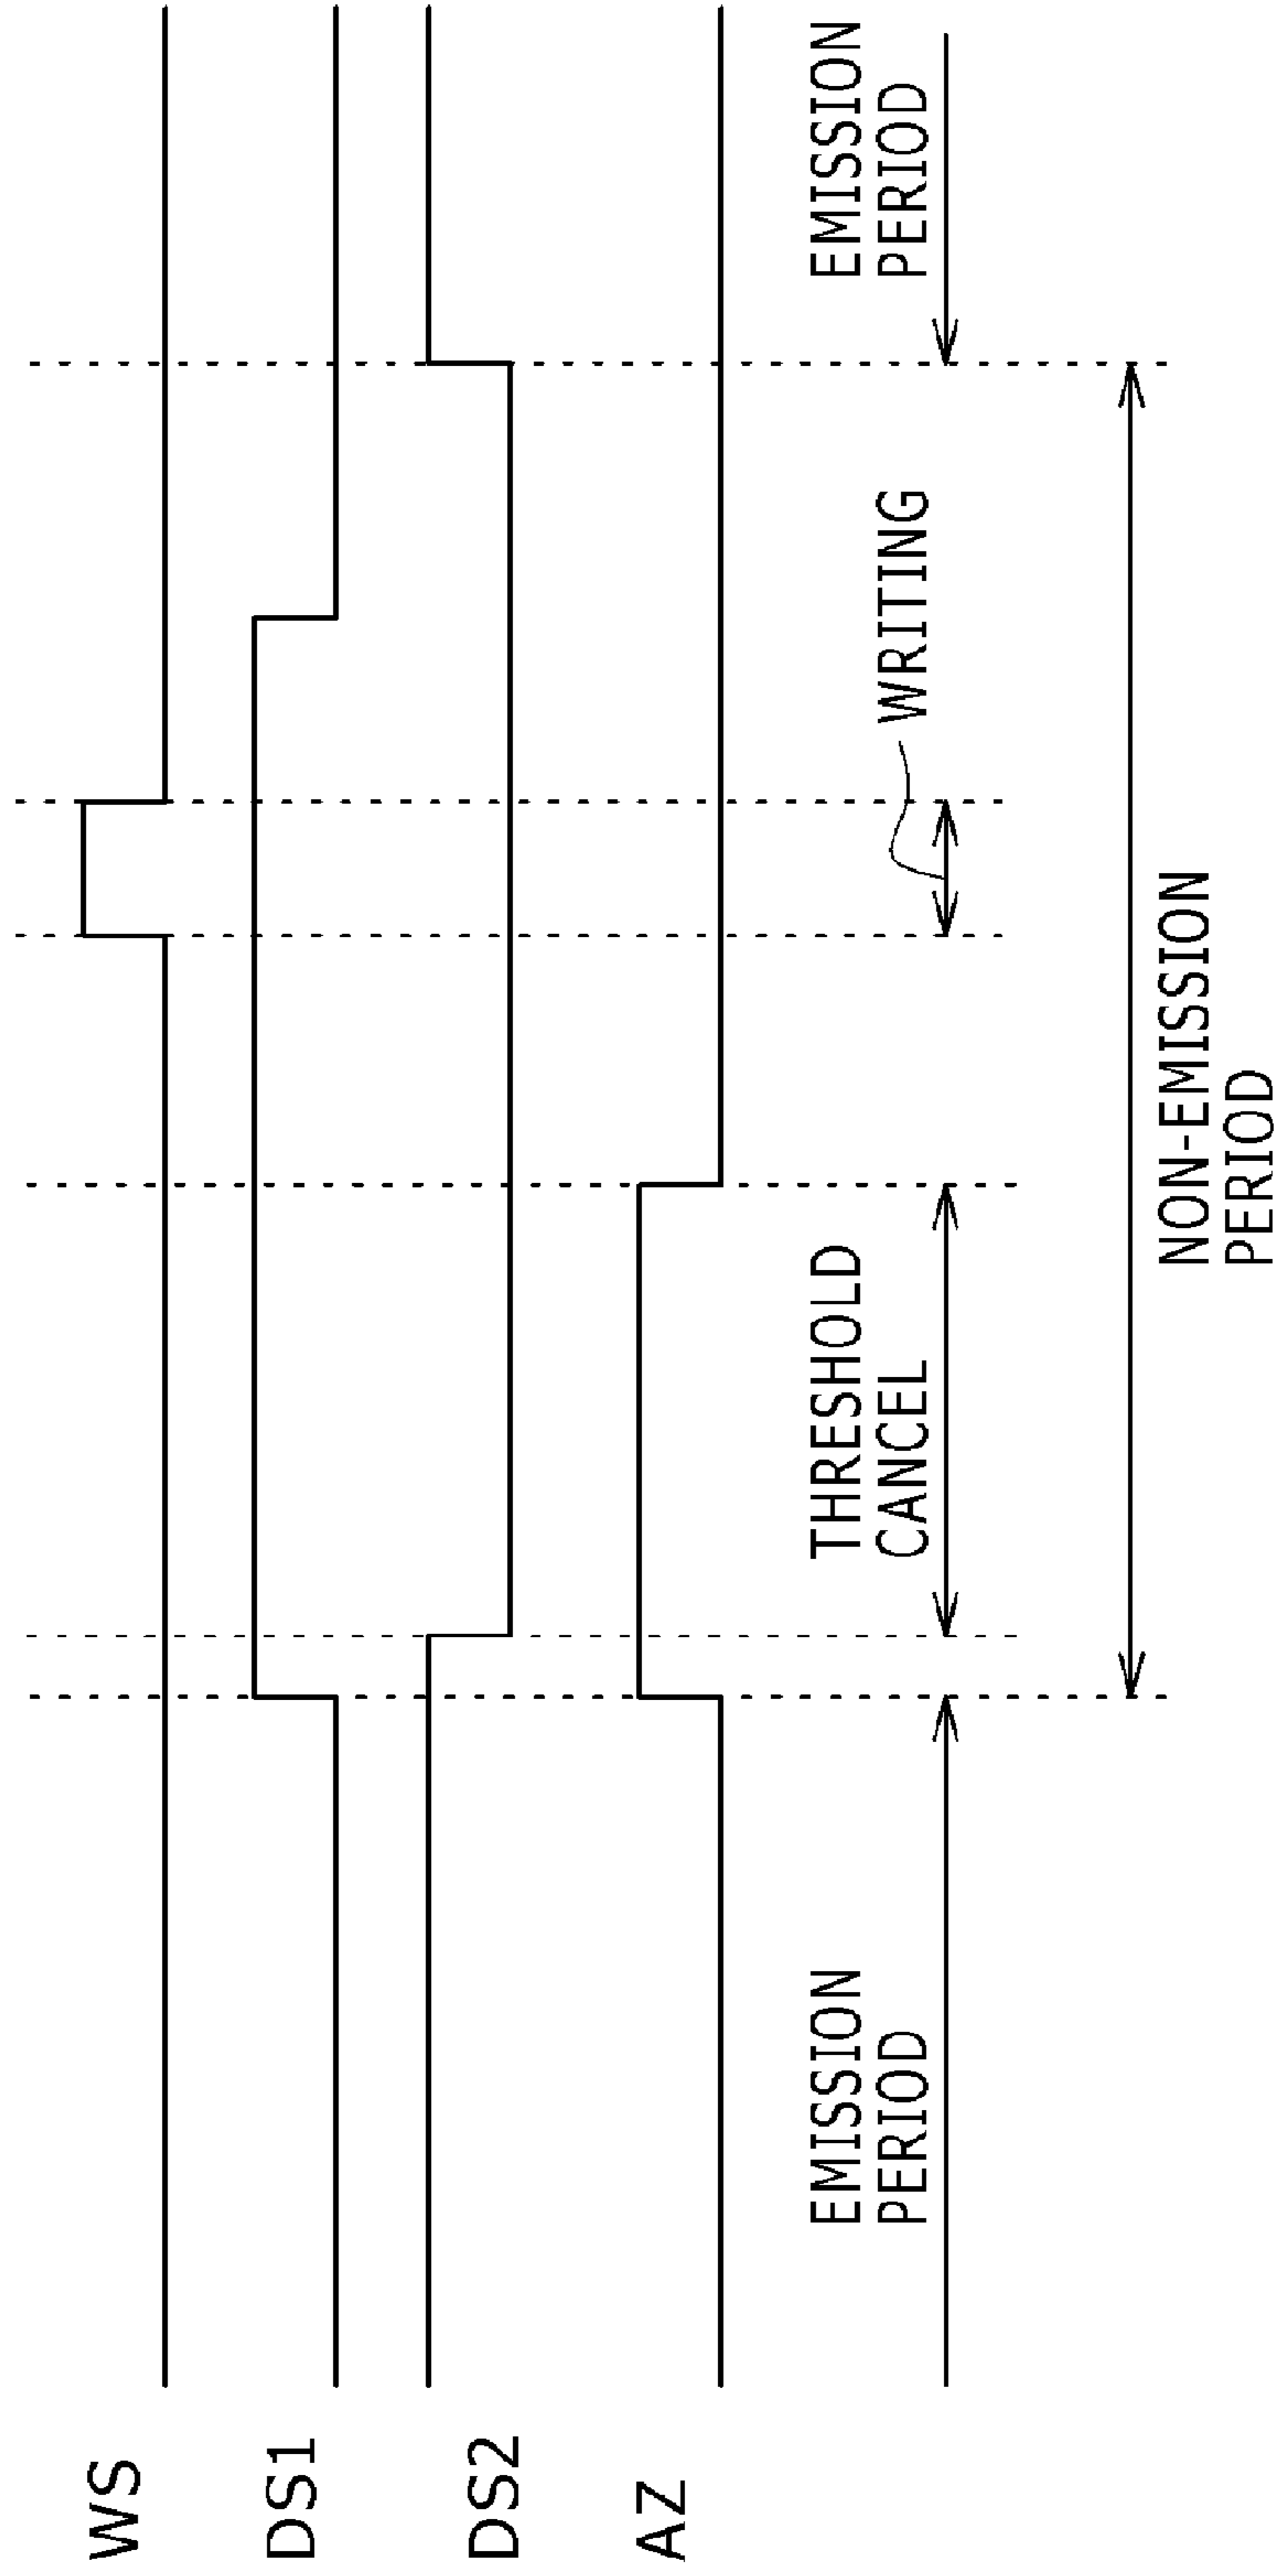 WS
DS1
DS2
AZ
EMISSION
PERIOD
THRESHOLD
CANCEL
WRITING
EMISSION
PERIOD
NON-EMISSION
PERIOD